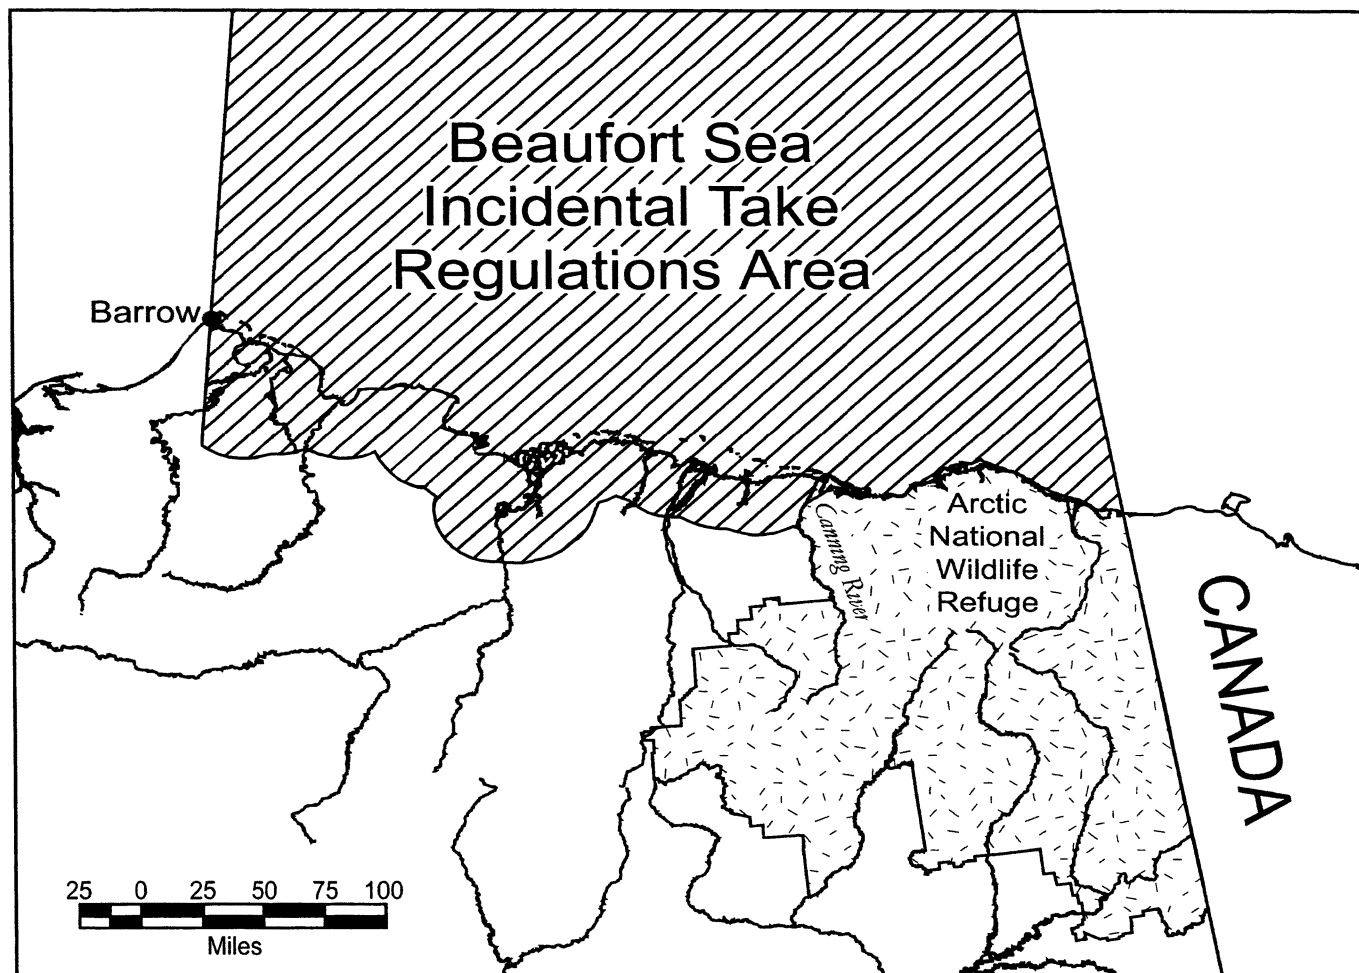 Beaufort Sea
Incidental Take
Regulations Area
Barrow
Arctic
National
Wildlife
Refuge
Canning River
CANADA
25 0 25 50 75 100
Miles